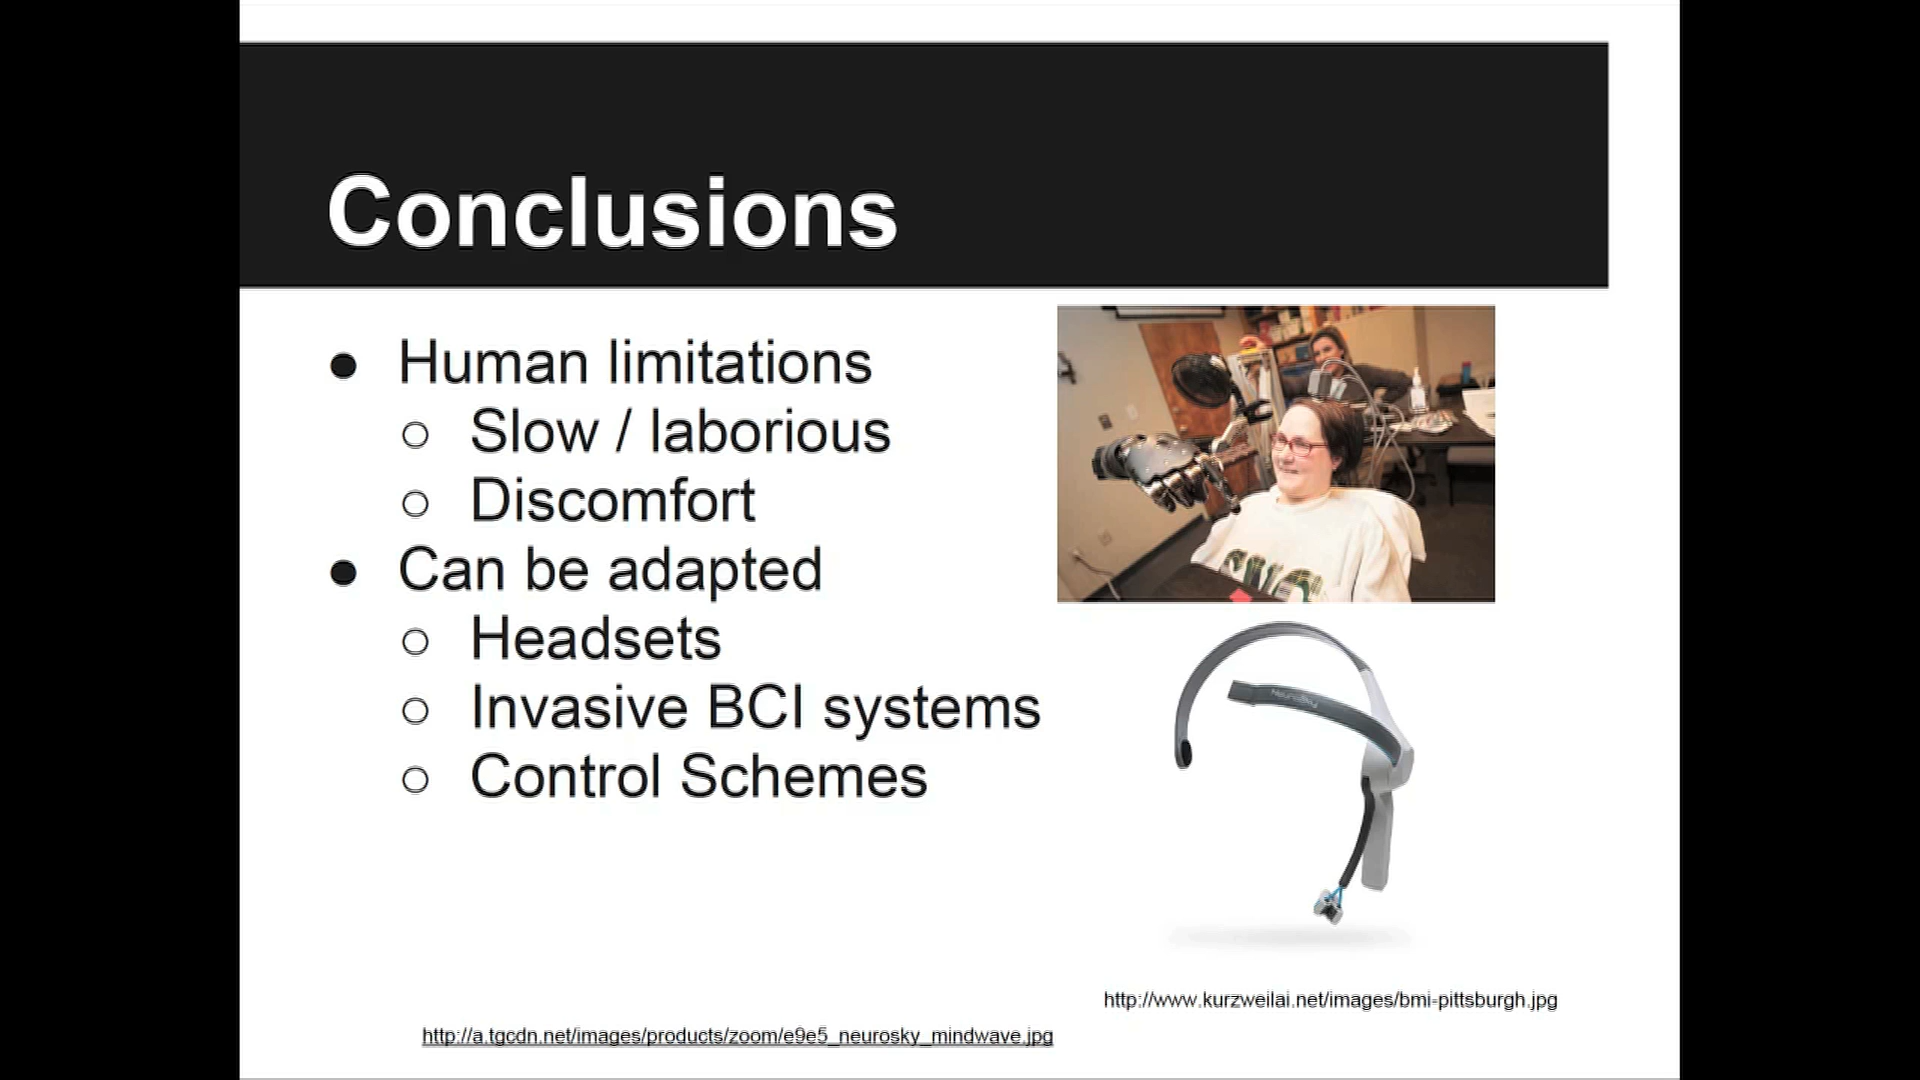 Conclusions
● Human limitations
○ Slow / laborious
○ Discomfort
● Can be adapted
○ Headsets
○ Invasive BCI systems
○ Control Schemes
NeuroSky
http://www.kurzweilai.net/images/bmi-pittsburgh.jpg
http://a.tgcdn.net/images/products/zoom/e9e5_neurosky_mindwave.jpg